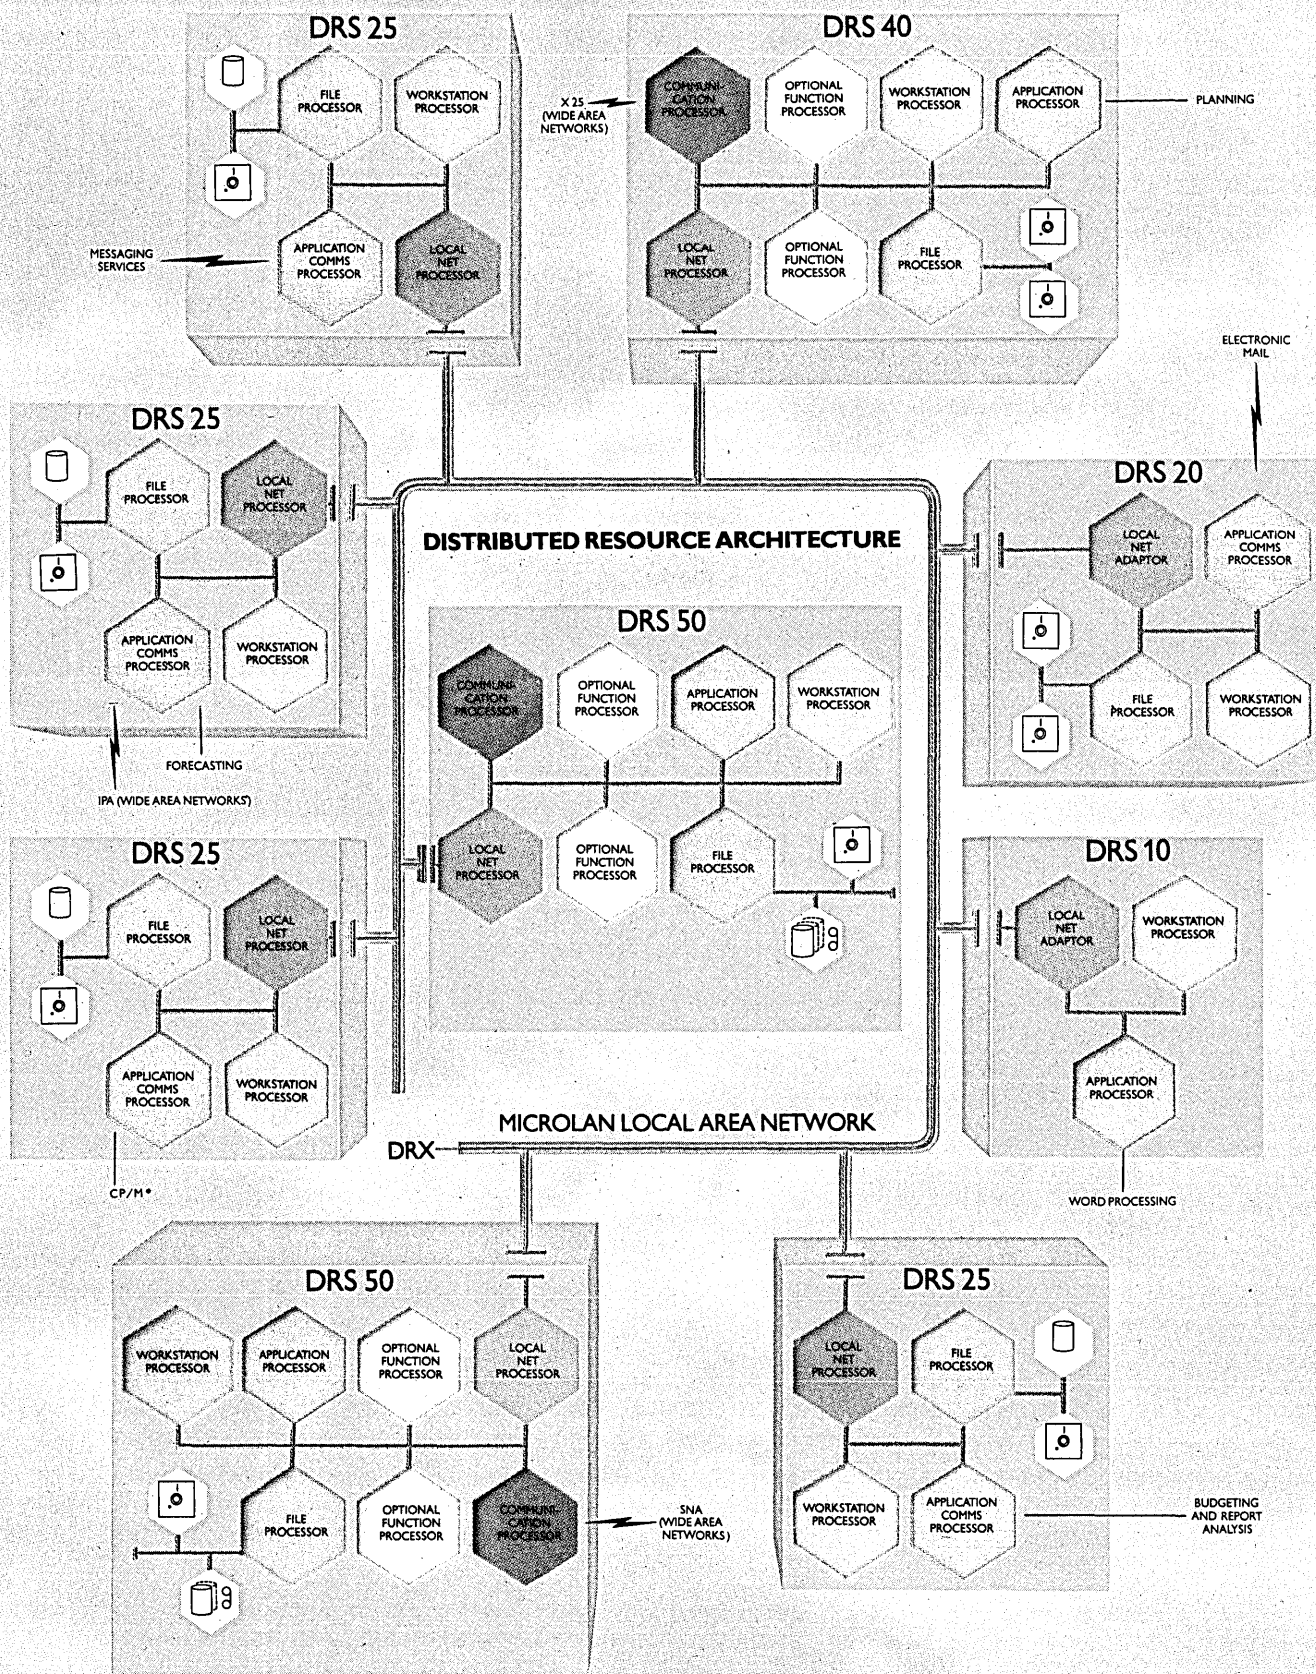 DRS 25
FILE
PROCESSOR
WORKSTATION
PROCESSOR
APPLICATION
COMMS
PROCESSOR
LOCAL
NET
PROCESSOR
MESSAGING
SERVICES
DRS 40
X 25
(WIDE AREA
NETWORKS)
COMMUNI-
CATION
PROCESSOR
OPTIONAL
FUNCTION
PROCESSOR
WORKSTATION
PROCESSOR
APPLICATION
PROCESSOR
PLANNING
LOCAL
NET
PROCESSOR
OPTIONAL
FUNCTION
PROCESSOR
FILE
PROCESSOR
ELECTRONIC
MAIL
DRS 25
FILE
PROCESSOR
LOCAL
NET
PROCESSOR
APPLICATION
COMMS
PROCESSOR
WORKSTATION
PROCESSOR
FORECASTING
IPA (WIDE AREA NETWORKS)
DISTRIBUTED RESOURCE ARCHITECTURE
DRS 50
COMMUNI-
CATION
PROCESSOR
OPTIONAL
FUNCTION
PROCESSOR
APPLICATION
PROCESSOR
WORKSTATION
PROCESSOR
LOCAL
NET
PROCESSOR
OPTIONAL
FUNCTION
PROCESSOR
FILE
PROCESSOR
DRS 20
LOCAL
NET
ADAPTOR
APPLICATION
COMMS
PROCESSOR
FILE
PROCESSOR
WORKSTATION
PROCESSOR
DRS 25
FILE
PROCESSOR
LOCAL
NET
PROCESSOR
APPLICATION
COMMS
PROCESSOR
WORKSTATION
PROCESSOR
CP/M*
DRS 10
LOCAL
NET
ADAPTOR
WORKSTATION
PROCESSOR
APPLICATION
PROCESSOR
WORD PROCESSING
MICROLAN LOCAL AREA NETWORK
DRX
DRS 50
WORKSTATION
PROCESSOR
APPLICATION
PROCESSOR
OPTIONAL
FUNCTION
PROCESSOR
LOCAL
NET
PROCESSOR
FILE
PROCESSOR
OPTIONAL
FUNCTION
PROCESSOR
COMMUNI-
CATION
PROCESSOR
SNA
(WIDE AREA
NETWORKS)
DRS 25
LOCAL
NET
PROCESSOR
FILE
PROCESSOR
WORKSTATION
PROCESSOR
APPLICATION
COMMS
PROCESSOR
BUDGETING
AND REPORT
ANALYSIS